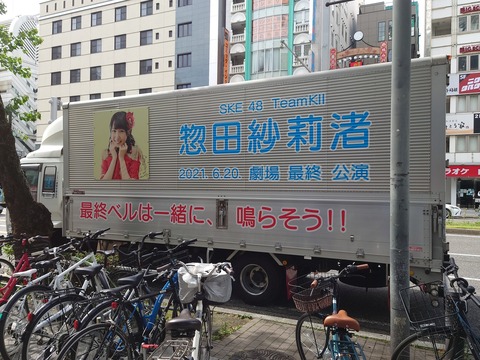 SKE 48 TeamKII
惣田紗莉渚
2021.6.20 劇場 最終 公演
最終ベルは一緒に、鳴らそう!!